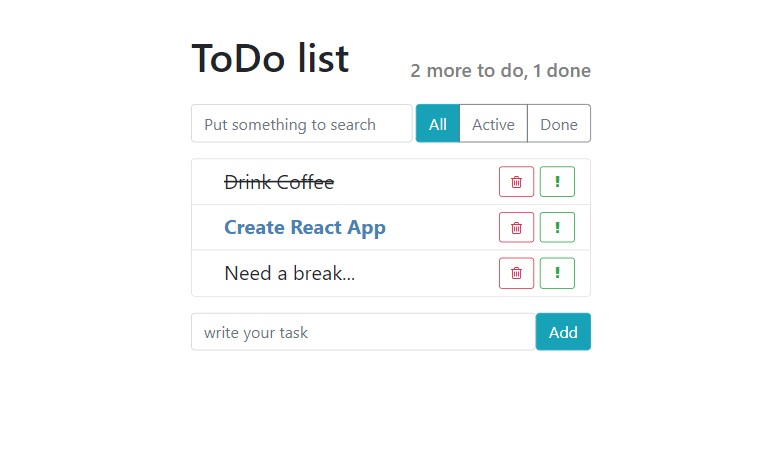 ToDo list
2 more to do, 1 done
Put something to search
All
Active
Done
Drink Coffee
!
Create React App
!
Need a break...
!
write your task
Add